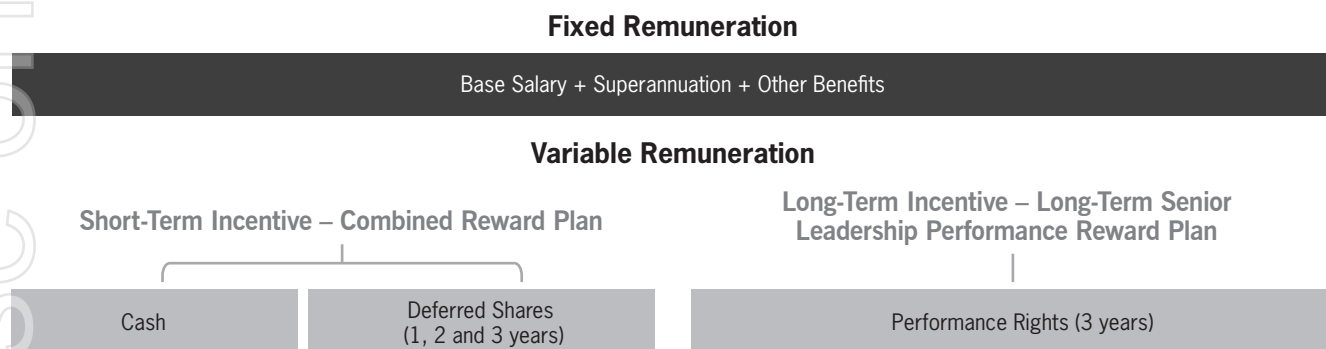 Fixed Remuneration
Base Salary + Superannuation + Other Benefits
Variable Remuneration
Short-Term Incentive – Combined Reward Plan
Long-Term Incentive – Long-Term Senior
Leadership Performance Reward Plan
Cash
Deferred Shares
(1, 2 and 3 years)
Performance Rights (3 years)